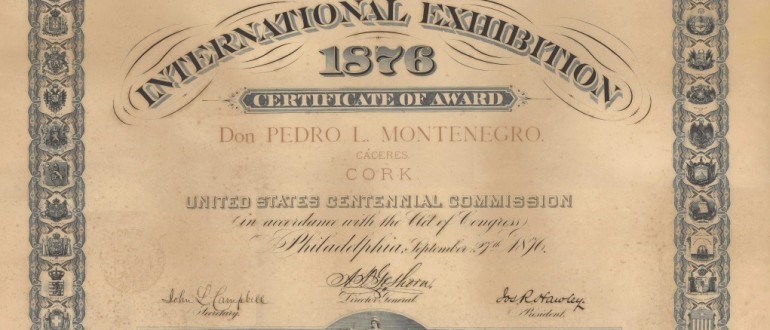 INTERNATIONAL EXHIBITION
1876
CERTIFICATE OF AWARD
Don PEDRO L. MONTENEGRO.
CÁCERES.
CORK
UNITED STATES CENTENNIAL COMMISSION
(in accordance with the Act of Congress)
Philadelphia, September 27th 1876.
John L. Campbell
Secretary.
A. T. Goshorn
Director General.
Jos. R. Hawley.
President.